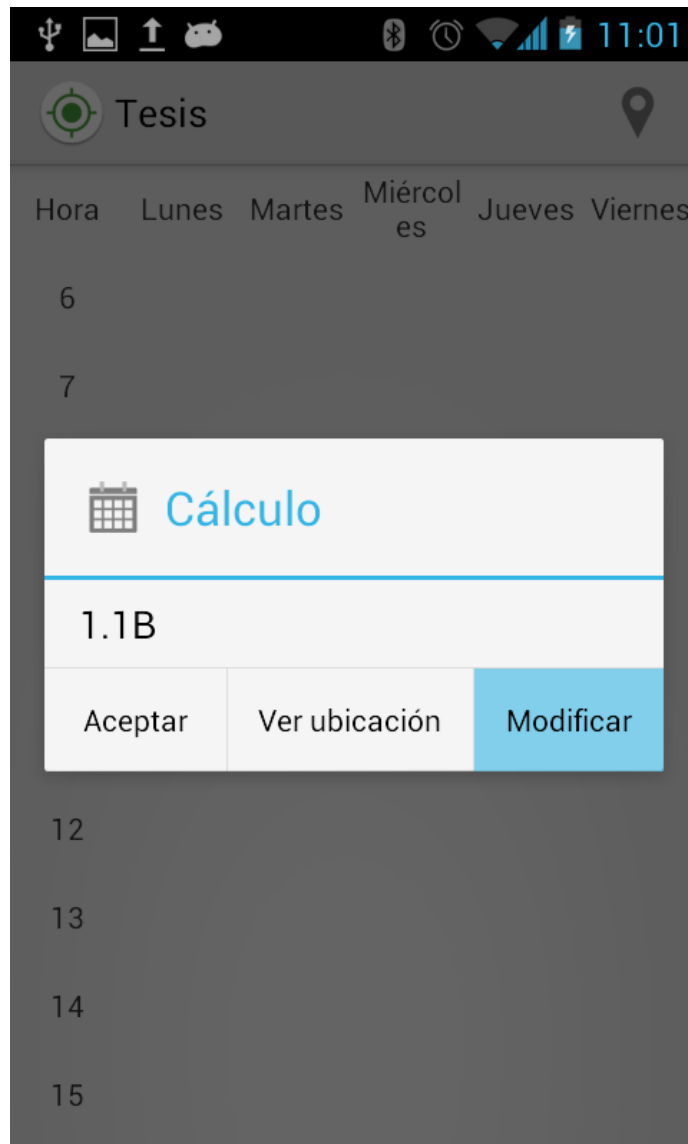 11:01
Tesis
Hora Lunes Martes Miércol
es Jueves Viernes
6
7
Cálculo
1.1B
Aceptar Ver ubicación Modificar
12
13
14
15